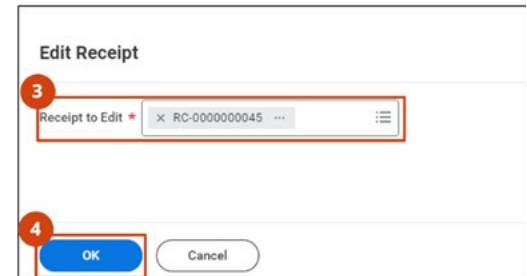 Edit Receipt
3
Receipt to Edit * × RC-0000000045 ···
4
OK Cancel